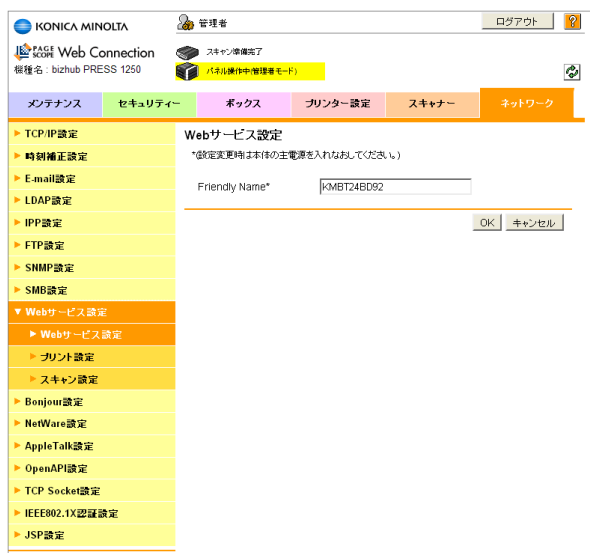 KONICA MINOLTA
管理者
ログアウト
?
PAGE SCOPE Web Connection
スキャン準備完了
機種名 : bizhub PRESS 1250
パネル操作中(管理者モード)
メンテナンス
セキュリティー
ボックス
プリンター設定
スキャナー
ネットワーク
TCP/IP設定
時刻補正設定
E-mail設定
LDAP設定
IPP設定
FTP設定
SNMP設定
SMB設定
Webサービス設定
Webサービス設定
プリント設定
スキャン設定
Bonjour設定
NetWare設定
AppleTalk設定
OpenAPI設定
TCP Socket設定
IEEE802.1X認証設定
JSP設定
Webサービス設定
*(設定変更時は本体の主電源を入れなおしてください。)
Friendly Name*
KMBT24BD92
OK
キャンセル